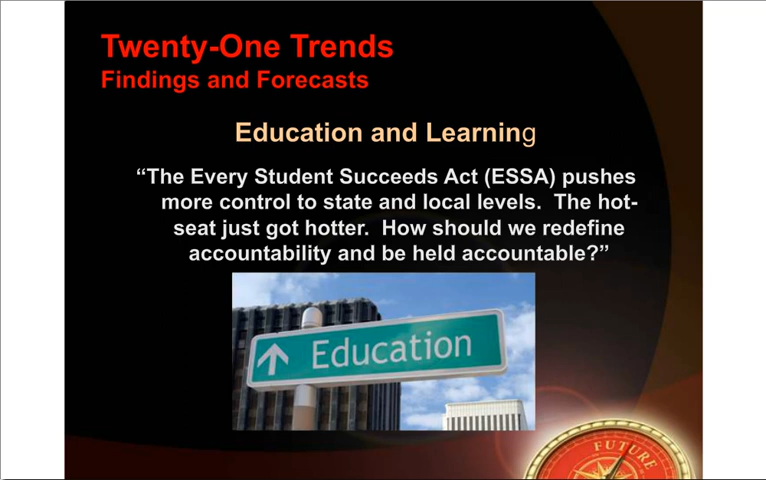 Twenty-One Trends
Findings and Forecasts
Education and Learning
“The Every Student Succeeds Act (ESSA) pushes
more control to state and local levels.  The hot-
seat just got hotter.  How should we redefine
accountability and be held accountable?”
Education
FUTURE